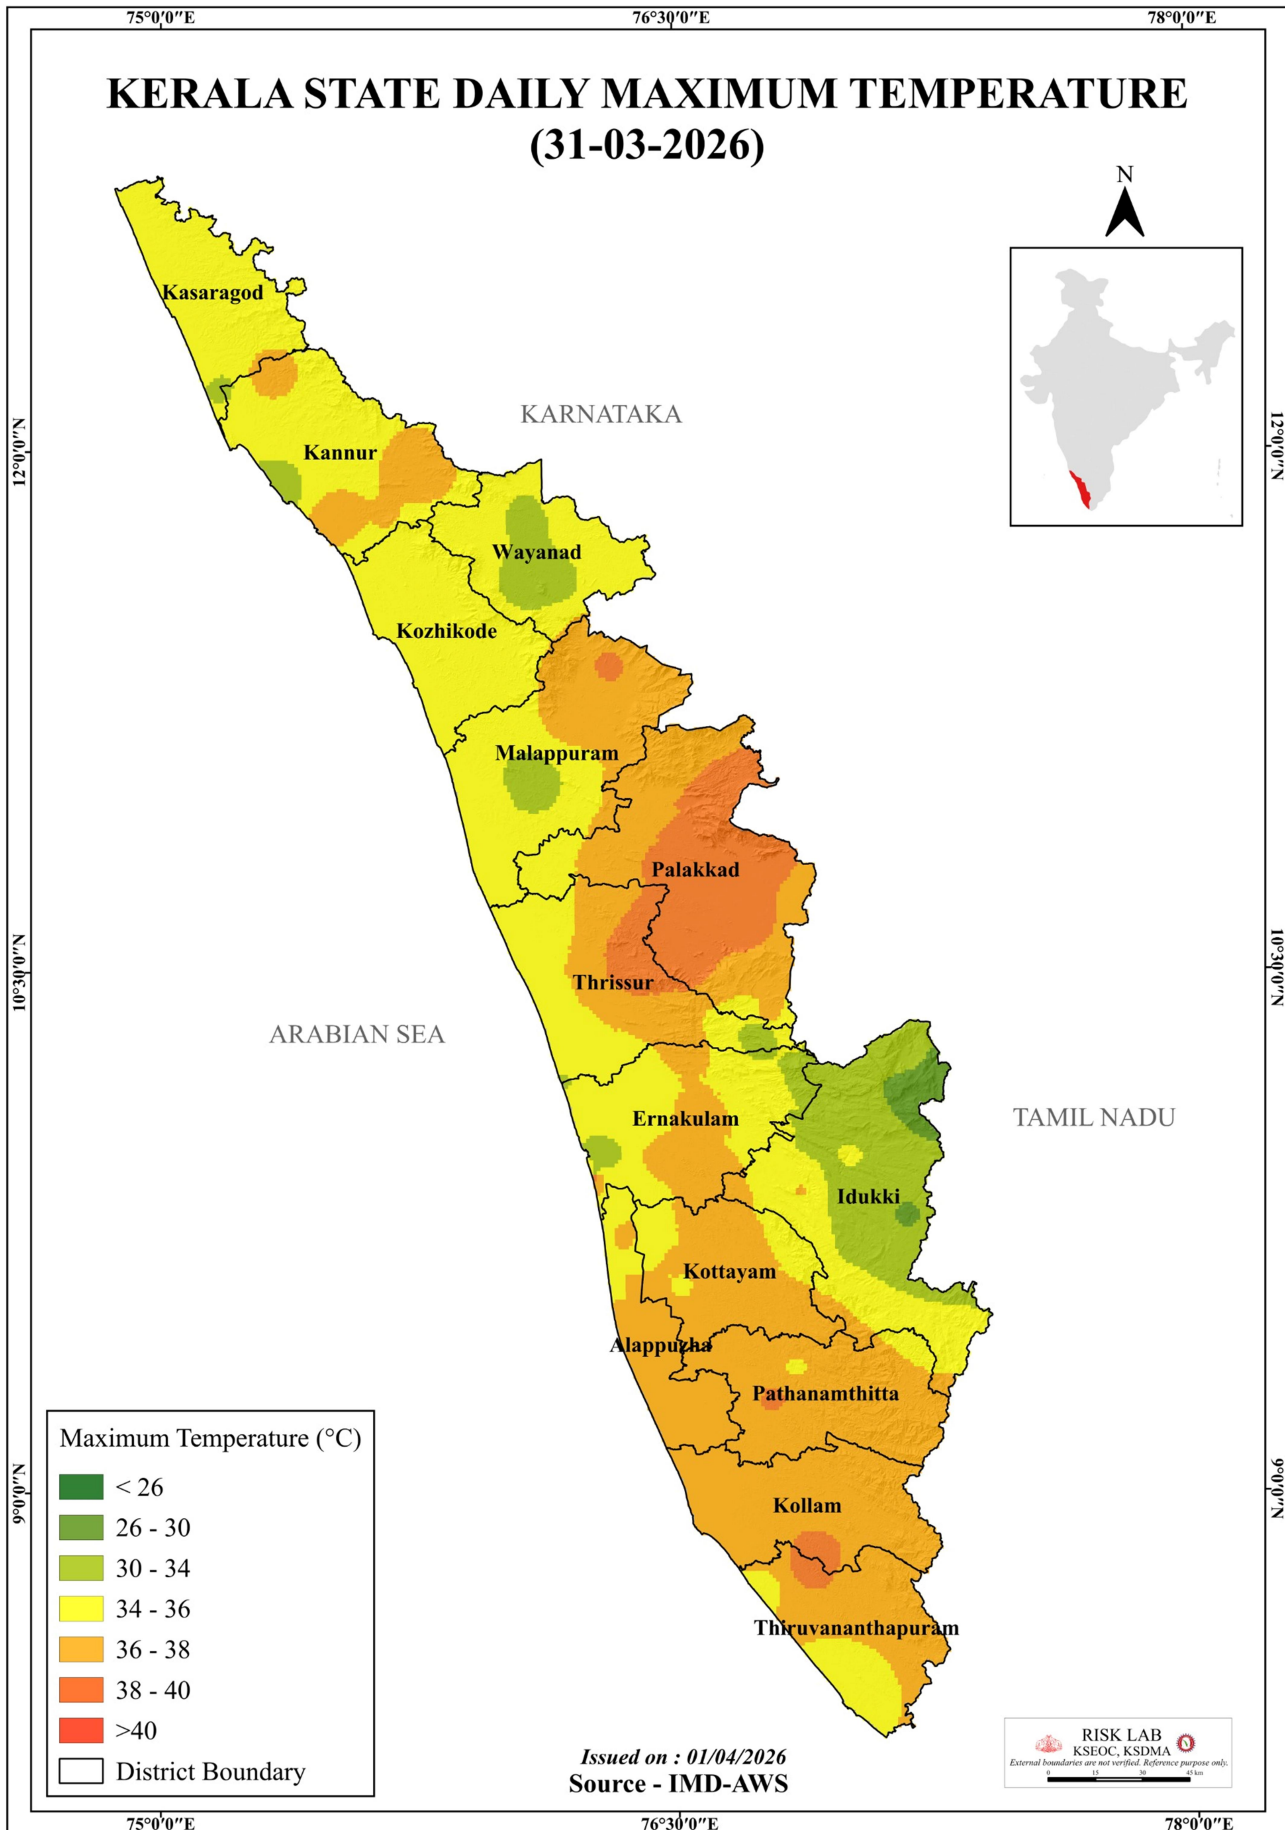 75°0'0"E 76°30'0"E 78°0'0"E
KERALA STATE DAILY MAXIMUM TEMPERATURE
(31-03-2026)
N
Kasaragod
KARNATAKA
12°0'0"N
12°0'0"N
Kannur
Wayanad
Kozhikode
Malappuram
Palakkad
10°30'0"N
10°30'0"N
Thrissur
ARABIAN SEA
Ernakulam
TAMIL NADU
Idukki
Kottayam
Alappuzha
Pathanamthitta
9°0'0"N
9°0'0"N
Kollam
Thiruvananthapuram
Maximum Temperature (°C)
< 26
26 - 30
30 - 34
34 - 36
36 - 38
38 - 40
>40
District Boundary
Issued on : 01/04/2026
Source - IMD-AWS
RISK LAB
KSEOC, KSDMA
External boundaries are not verified. Reference purpose only.
0 15 30 45 km
75°0'0"E 76°30'0"E 78°0'0"E